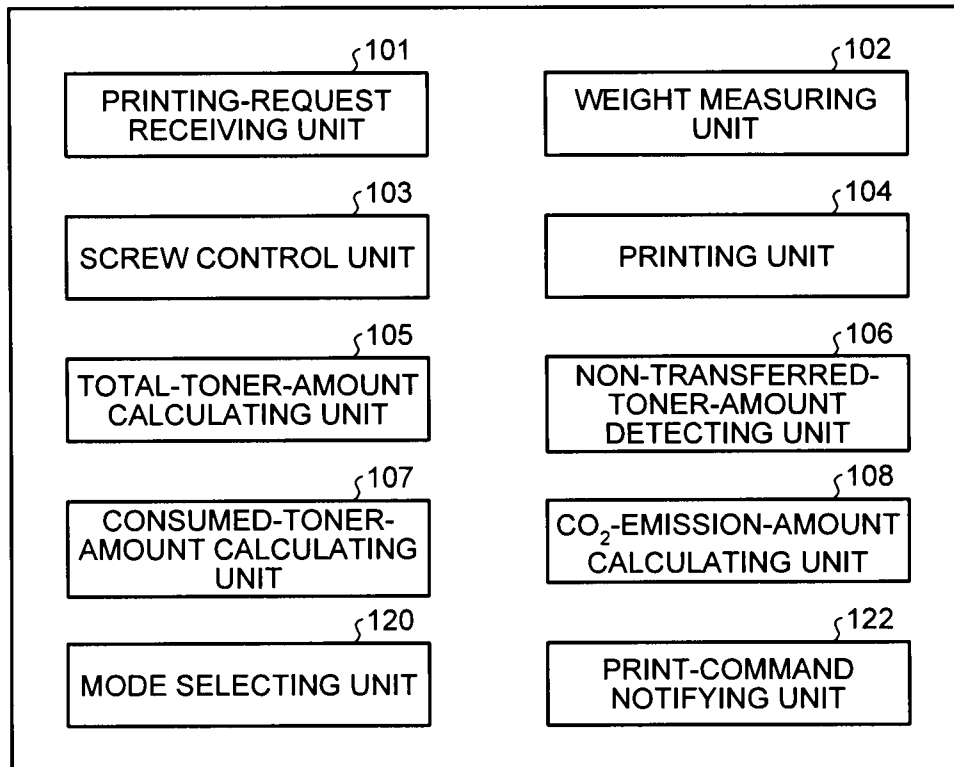 101
PRINTING-REQUEST
RECEIVING UNIT
102
WEIGHT MEASURING
UNIT
103
SCREW CONTROL UNIT
104
PRINTING UNIT
105
TOTAL-TONER-AMOUNT
CALCULATING UNIT
106
NON-TRANSFERRED-
TONER-AMOUNT
DETECTING UNIT
107
CONSUMED-TONER-
AMOUNT CALCULATING
UNIT
108
CO₂-EMISSION-AMOUNT
CALCULATING UNIT
120
MODE SELECTING UNIT
122
PRINT-COMMAND
NOTIFYING UNIT